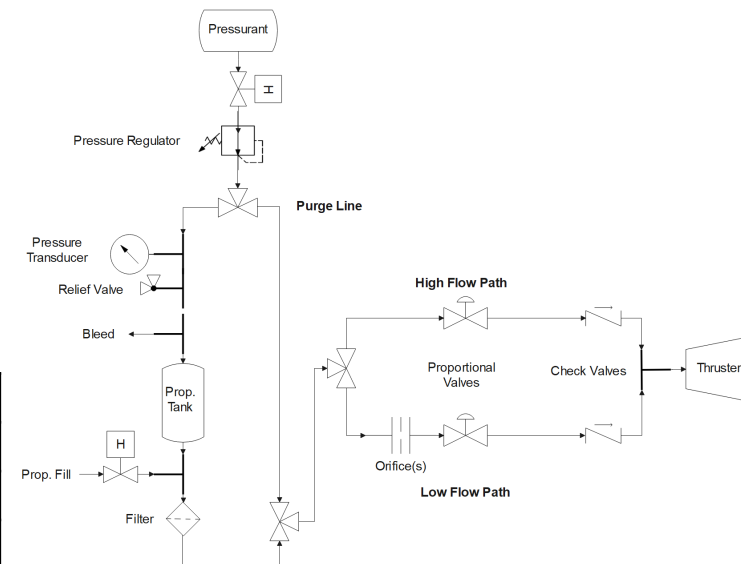 Pressurant
H
Pressure Regulator
Purge Line
Pressure
Transducer
Relief Valve
High Flow Path
Bleed
Proportional
Valves
Check Valves
Thruster
Prop.
Tank
H
Orifice(s)
Prop. Fill
Low Flow Path
Filter